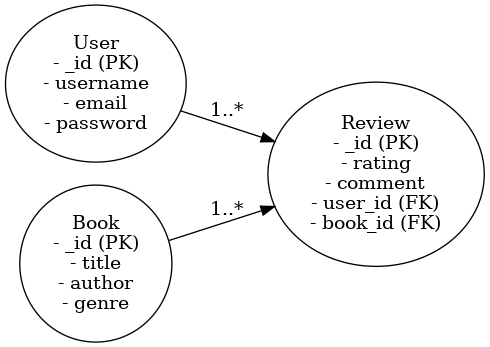 User
- _id (PK)
- username
- email
- password
1..*
Review
- _id (PK)
- rating
- comment
- user_id (FK)
- book_id (FK)
1..*
Book
- _id (PK)
- title
- author
- genre